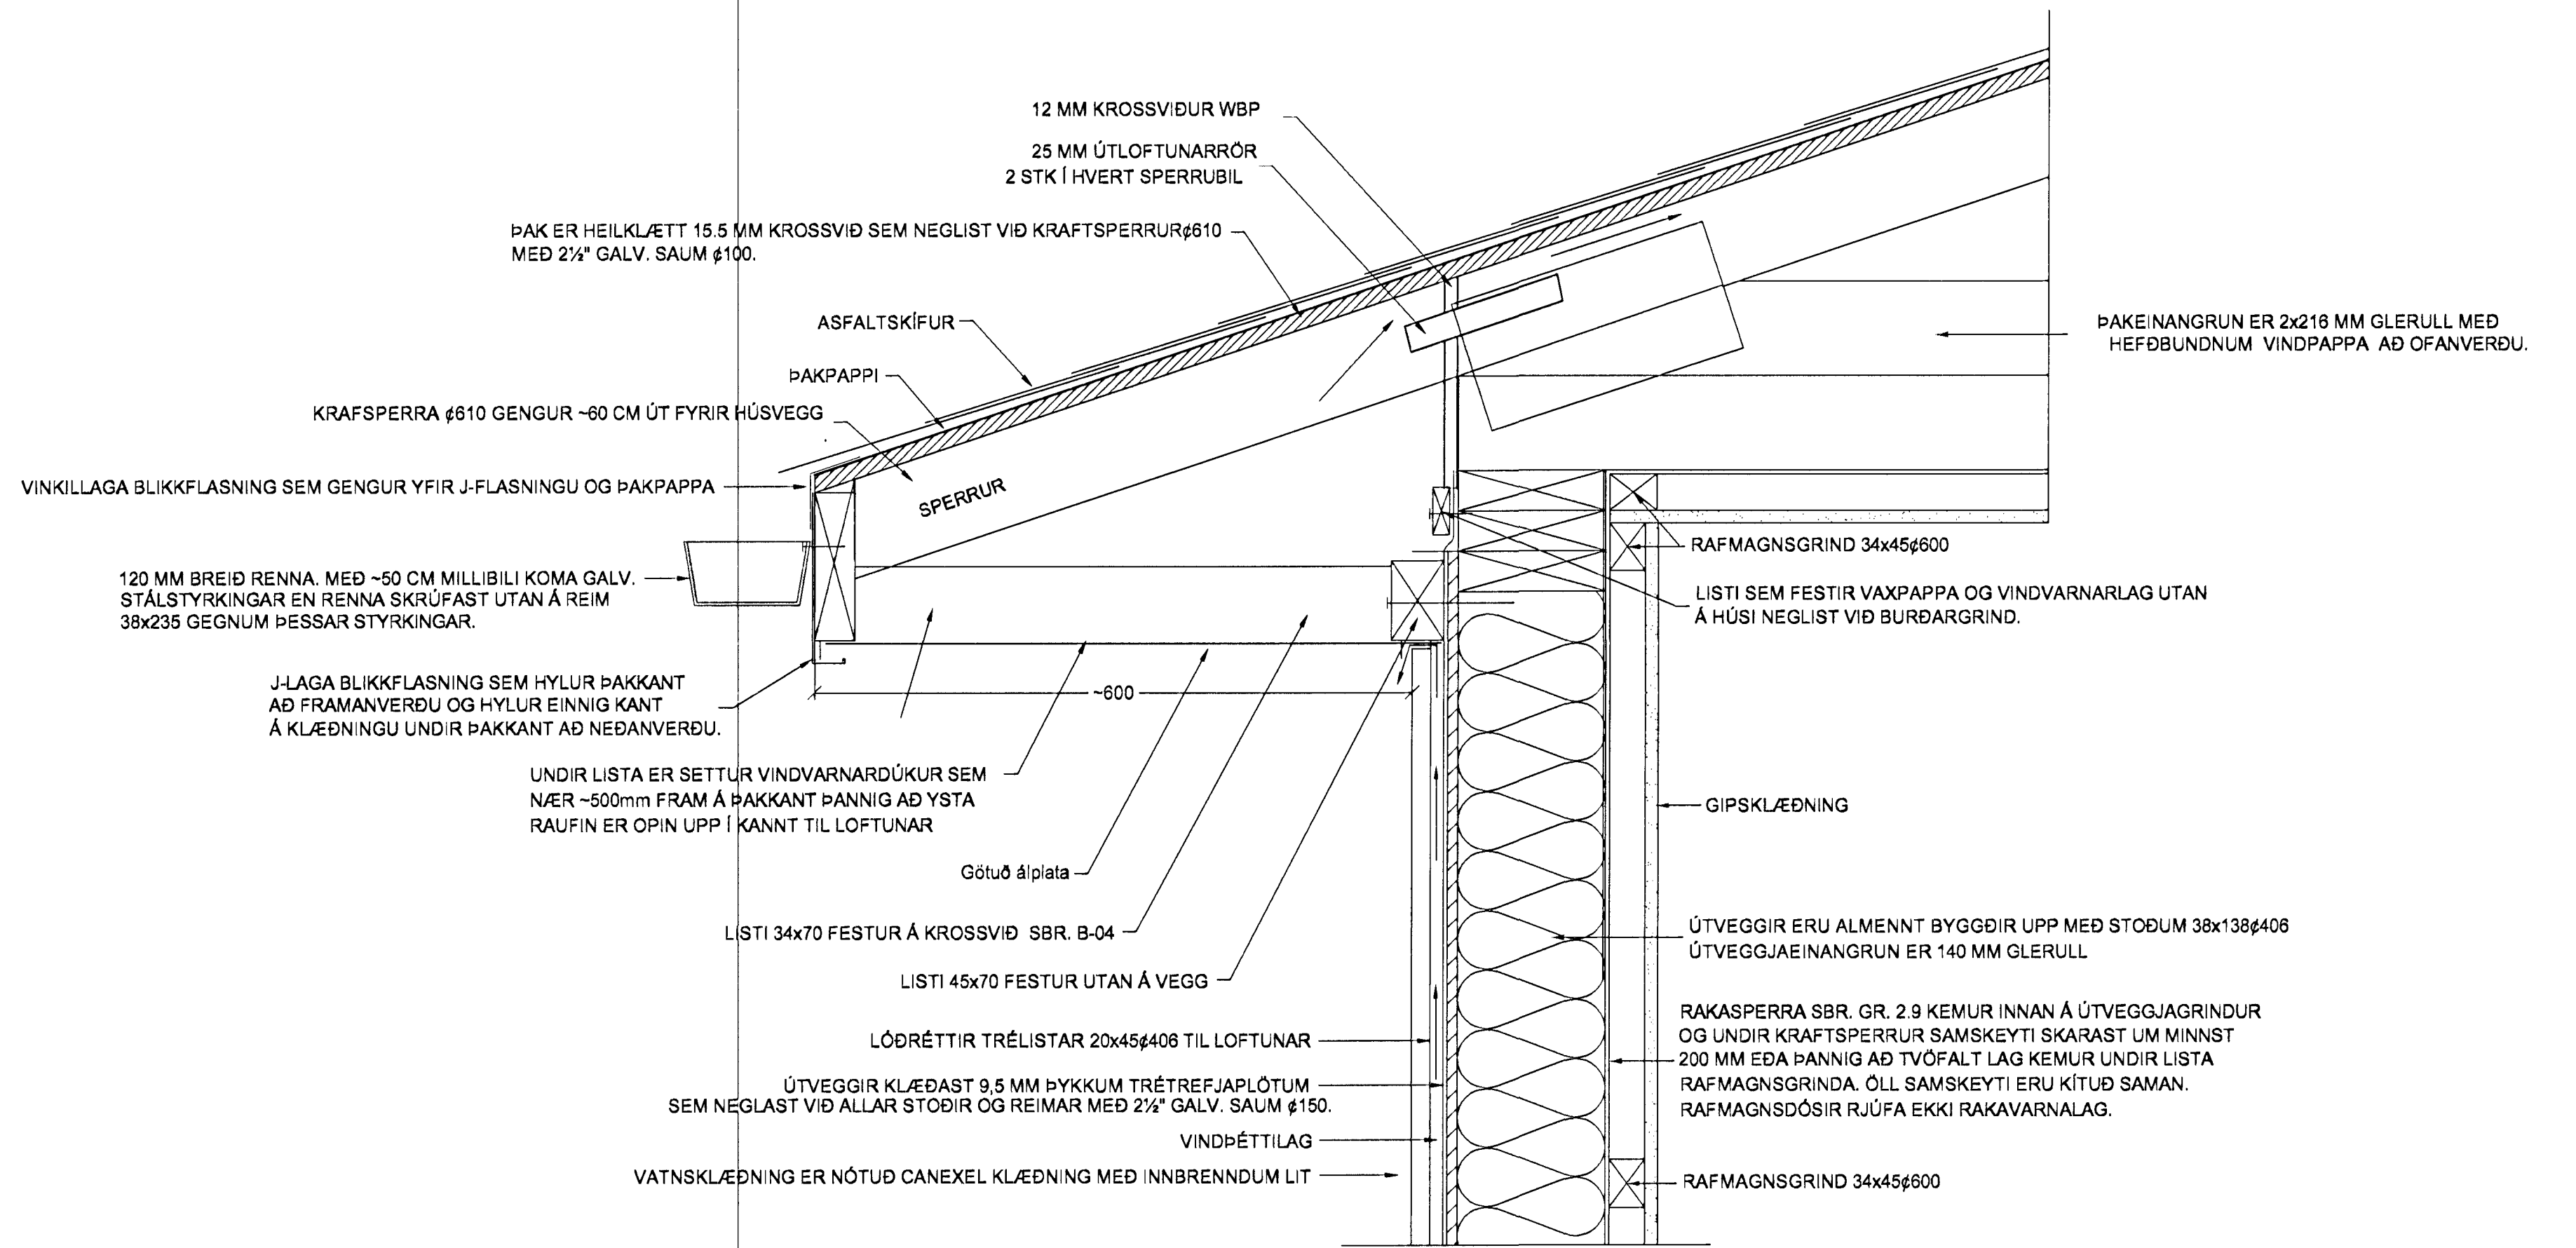 12 MM KROSSVIÐUR WBP
25 MM ÚTLOFTUNARRÖR
2 STK Í HVERT SPERRUBIL
ÞAK ER HEILKLÆTT 15.5 MM KROSSVIÐ SEM NEGLIST VIÐ KRAFTSPERRUR¢610
MEÐ 2½" GALV. SAUM ¢100.
ASFALTSKÍFUR
ÞAKPAPPI
KRAFSPERRA ¢610 GENGUR ~60 CM ÚT FYRIR HÚSVEGG
VINKILLAGA BLIKKFLASNING SEM GENGUR YFIR J-FLASNINGU OG ÞAKPAPPA
SPERRUR
120 MM BREIÐ RENNA. MEÐ ~50 CM MILLIBILI KOMA GALV.
STÁLSTYRKINGAR EN RENNA SKRÚFAST UTAN Á REIM
38x235 GEGNUM ÞESSAR STYRKINGAR.
J-LAGA BLIKKFLASNING SEM HYLUR ÞAKKANT
AÐ FRAMANVERÐU OG HYLUR EINNIG KANT
Á KLÆÐNINGU UNDIR ÞAKKANT AÐ NEÐANVERÐU.
~600
UNDIR LISTA ER SETTUR VINDVARNARDÚKUR SEM
NÆR ~500mm FRAM Á ÞAKKANT ÞANNIG AÐ YSTA
RAUFIN ER OPIN UPP Í KANNT TIL LOFTUNAR
Götuð álplata
LISTI 34x70 FESTUR Á KROSSVIÐ SBR. B-04
LISTI 45x70 FESTUR UTAN Á VEGG
LÓÐRÉTTIR TRÉLISTAR 20x45¢406 TIL LOFTUNAR
ÚTVEGGIR KLÆÐAST 9,5 MM ÞYKKUM TRÉTREFJAPLÖTUM
SEM NEGLAST VIÐ ALLAR STOÐIR OG REIMAR MEÐ 2½" GALV. SAUM ¢150.
VINDÞÉTTILAG
VATNSKLÆÐNING ER NÓTUÐ CANEXEL KLÆÐNING MEÐ INNBRENNDUM LIT
ÞAKEINANGRUN ER 2x216 MM GLERULL MEÐ
HEFÐBUNDNUM VINDPAPPA AÐ OFANVERÐU.
RAFMAGNSGRIND 34x45¢600
LISTI SEM FESTIR VAXPAPPA OG VINDVARNARLAG UTAN
Á HÚSI NEGLIST VIÐ BURÐARGRIND.
GIPSKLÆÐNING
ÚTVEGGIR ERU ALMENNT BYGGÐIR UPP MEÐ STOÐUM 38x138¢406
ÚTVEGGJAEINANGRUN ER 140 MM GLERULL
RAKASPERRA SBR. GR. 2.9 KEMUR INNAN Á ÚTVEGGJAGRINDUR
OG UNDIR KRAFTSPERRUR SAMSKEYTI SKARAST UM MINNST
200 MM EÐA ÞANNIG AÐ TVÖFALT LAG KEMUR UNDIR LISTA
RAFMAGNSGRINDA. ÖLL SAMSKEYTI ERU KÍTUÐ SAMAN.
RAFMAGNSDÓSIR RJÚFA EKKI RAKAVARNALAG.
RAFMAGNSGRIND 34x45¢600